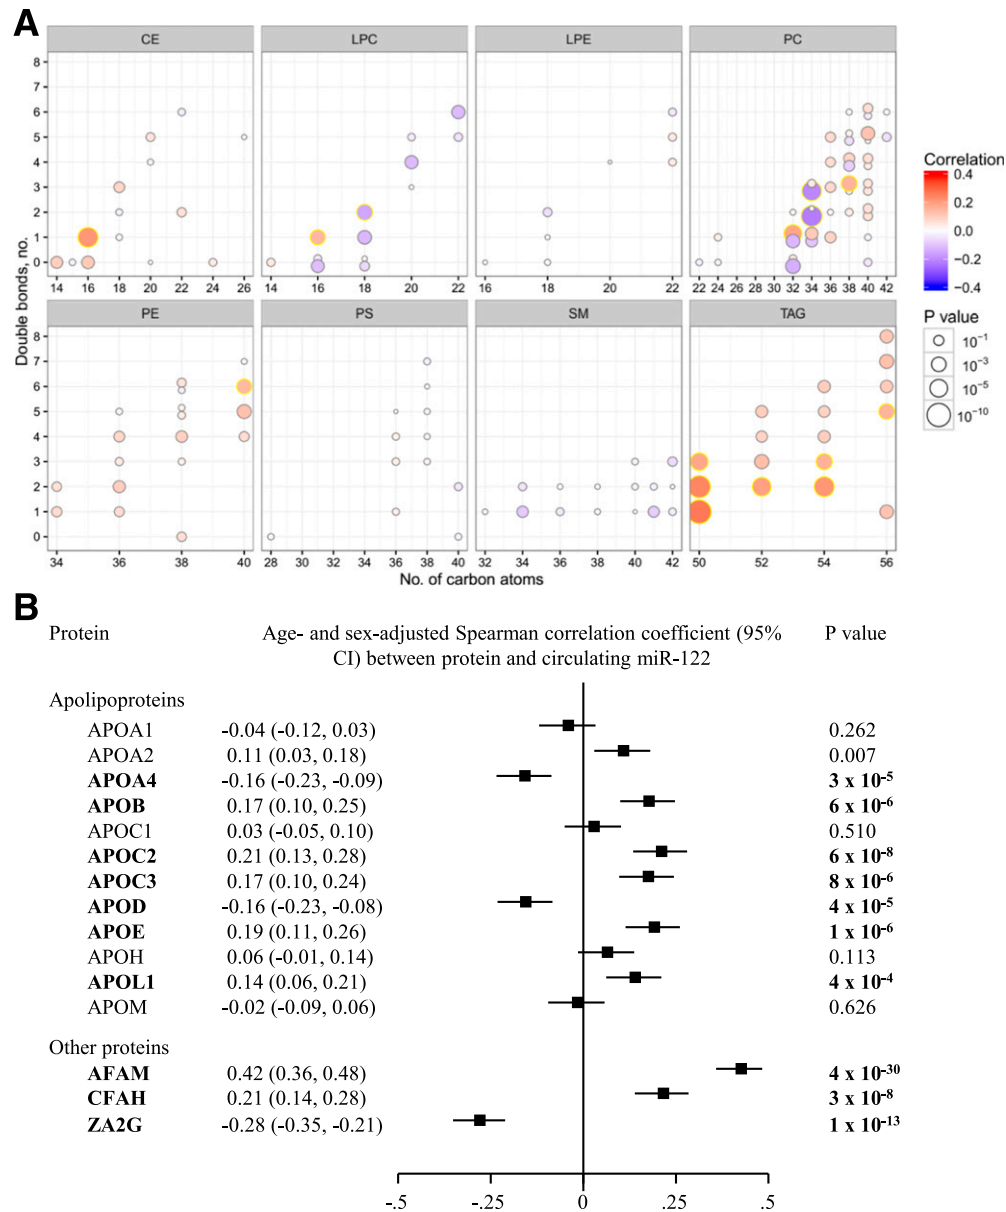 A
CE LPC LPE PC
Double bonds, no.
8
7
6
5
4
3
2
1
0
14 16 18 20 22 24 26
14 16 18 20 22
16 18 20 22
22 24 26 28 30 32 34 36 38 40 42
Correlation
0.4
0.2
0.0
−0.2
−0.4
P value
10-1
10-3
10-5
10-10
PE PS SM TAG
8
7
6
5
4
3
2
1
0
34 36 38 40
28 30 32 34 36 38 40
32 34 36 38 40 42
50 52 54 56
No. of carbon atoms
B
Protein Age- and sex-adjusted Spearman correlation coefficient (95% P value
CI) between protein and circulating miR-122
Apolipoproteins
APOA1 -0.04 (-0.12, 0.03) 0.262
APOA2 0.11 (0.03, 0.18) 0.007
APOA4 -0.16 (-0.23, -0.09) 3 x 10-5
APOB 0.17 (0.10, 0.25) 6 x 10-6
APOC1 0.03 (-0.05, 0.10) 0.510
APOC2 0.21 (0.13, 0.28) 6 x 10-8
APOC3 0.17 (0.10, 0.24) 8 x 10-6
APOD -0.16 (-0.23, -0.08) 4 x 10-5
APOE 0.19 (0.11, 0.26) 1 x 10-6
APOH 0.06 (-0.01, 0.14) 0.113
APOL1 0.14 (0.06, 0.21) 4 x 10-4
APOM -0.02 (-0.09, 0.06) 0.626
Other proteins
AFAM 0.42 (0.36, 0.48) 4 x 10-30
CFAH 0.21 (0.14, 0.28) 3 x 10-8
ZA2G -0.28 (-0.35, -0.21) 1 x 10-13
-.5 -.25 0 .25 .5